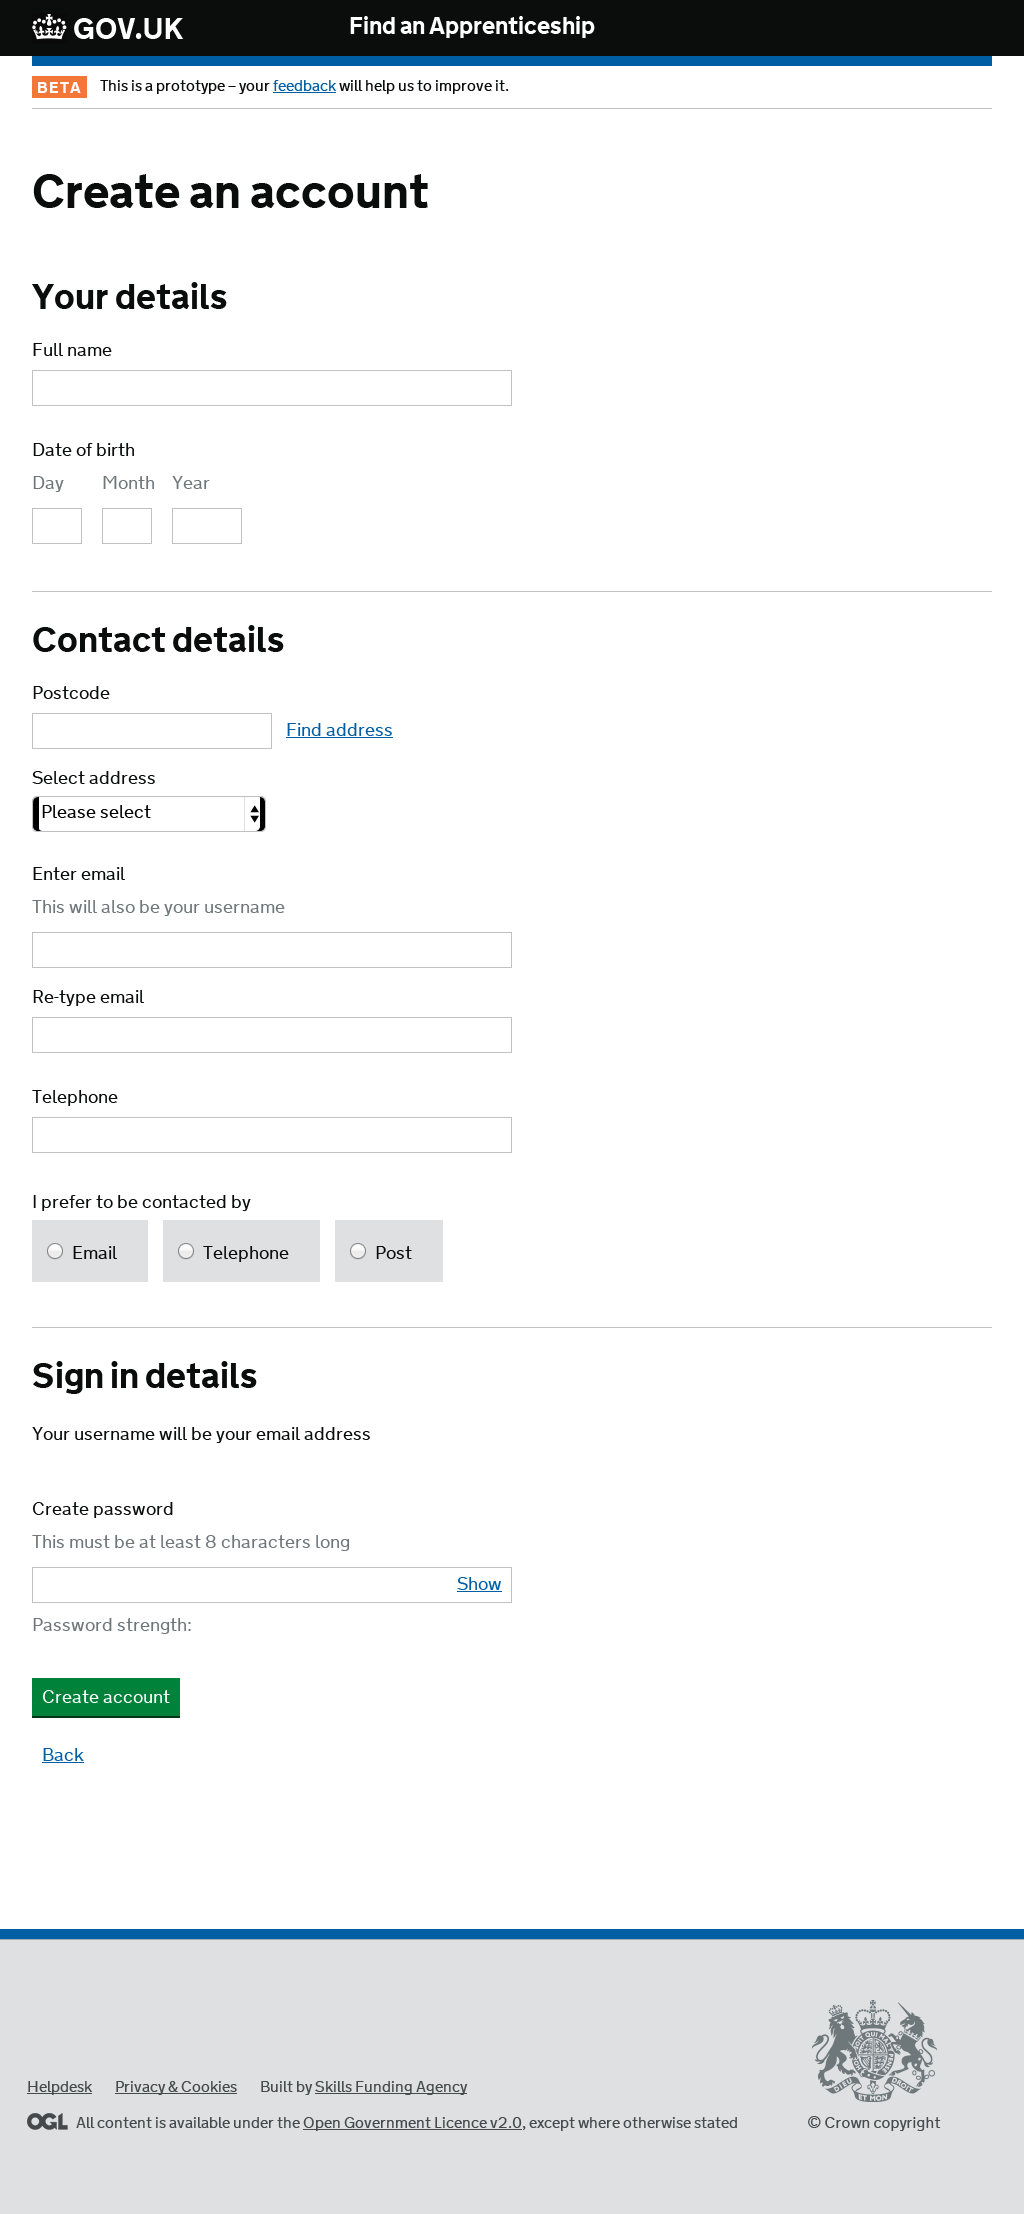 GOV.UK
Find an Apprenticeship
BETA This is a prototype – your feedback will help us to improve it.
Create an account
Your details
Full name
Date of birth
Day Month Year
Contact details
Postcode
Find address
Select address
Please select
Enter email
This will also be your username
Re-type email
Telephone
I prefer to be contacted by
Email Telephone Post
Sign in details
Your username will be your email address
Create password
This must be at least 8 characters long
Show
Password strength:
Create account
Back
Helpdesk Privacy & Cookies Built by Skills Funding Agency
OGL All content is available under the Open Government Licence v2.0, except where otherwise stated
© Crown copyright